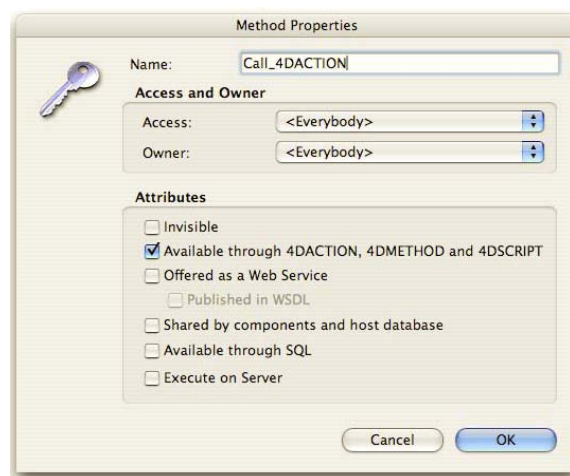 Method Properties
Name: Call_4DACTION
Access and Owner
Access: <Everybody>
Owner: <Everybody>
Attributes
Invisible
Available through 4DACTION, 4DMETHOD and 4DSCRIPT
Offered as a Web Service
Published in WSDL
Shared by components and host database
Available through SQL
Execute on Server
Cancel OK